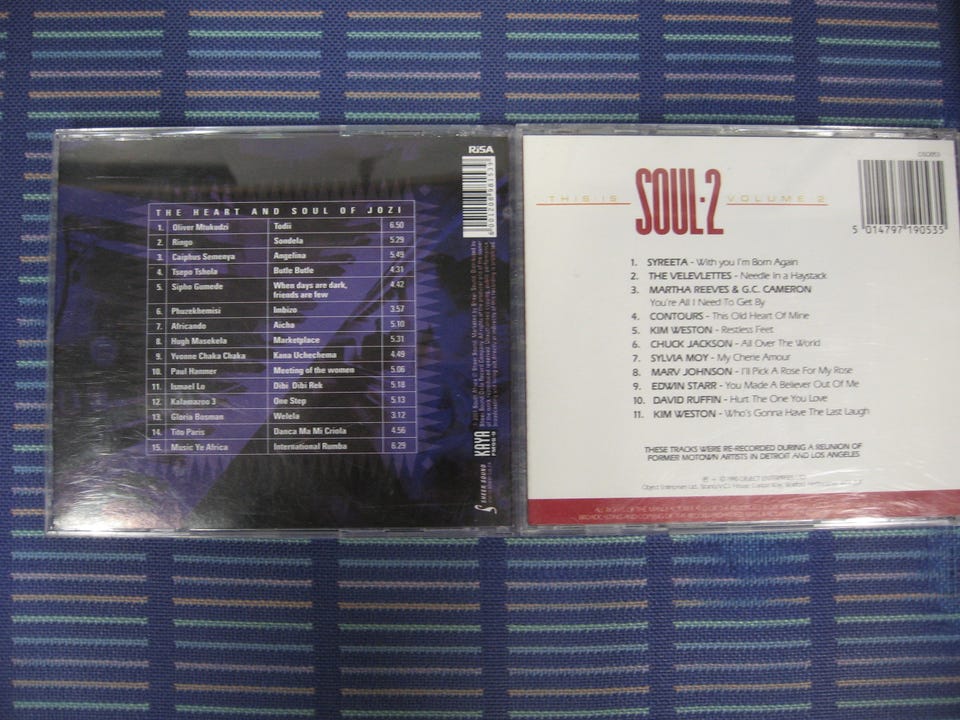 RiSA
THE HEART AND SOUL OF JOZI
1. Oliver Mtukudzi Todii 6.50
2. Ringo Sondela 5.29
3. Caiphus Semenya Angelina 5.49
4. Tsepo Tshola Butle Butle 4.31
5. Sipho Gumede When days are dark, 4.42
friends are few
6. Phuzekhemisi Imbizo 3.57
7. Africando Aicha 5.10
8. Hugh Masekela Marketplace 5.31
9. Yvonne Chaka Chaka Kana Uchechema 4.49
10. Paul Hanmer Meeting of the women 5.06
11. Ismael Lo Dibi Dibi Rek 5.18
12. Kalamazoo 3 One Step 5.13
13. Gloria Bosman Welela 3.12
14. Tito Paris Danca Ma Mi Criola 4.56
15. Music Ye Africa International Rumba 6.29
SHEER SOUND
KAYA
FM95.9
THIS IS SOUL·2 VOLUME 2
5 014797 190535
1. SYREETA - With you I'm Born Again
2. THE VELEVLETTES - Needle In a Haystack
3. MARTHA REEVES & G.C. CAMERON
You're All I Need To Get By
4. CONTOURS - This Old Heart Of Mine
5. KIM WESTON - Restless Feet
6. CHUCK JACKSON - All Over The World
7. SYLVIA MOY - My Cherie Amour
8. MARV JOHNSON - I'll Pick A Rose For My Rose
9. EDWIN STARR - You Made A Believer Out Of Me
10. DAVID RUFFIN - Hurt The One You Love
11. KIM WESTON - Who's Gonna Have The Last Laugh
THESE TRACKS WERE RE-RECORDED DURING A REUNION OF
FORMER MOTOWN ARTISTS IN DETROIT AND LOS ANGELES